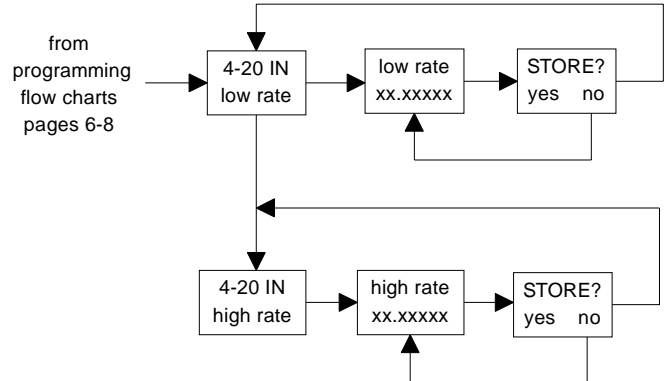 from
programming
flow charts
pages 6-8
4-20 IN
low rate
low rate
xx.xxxxx
STORE?
yes no
4-20 IN
high rate
high rate
xx.xxxxx
STORE?
yes no